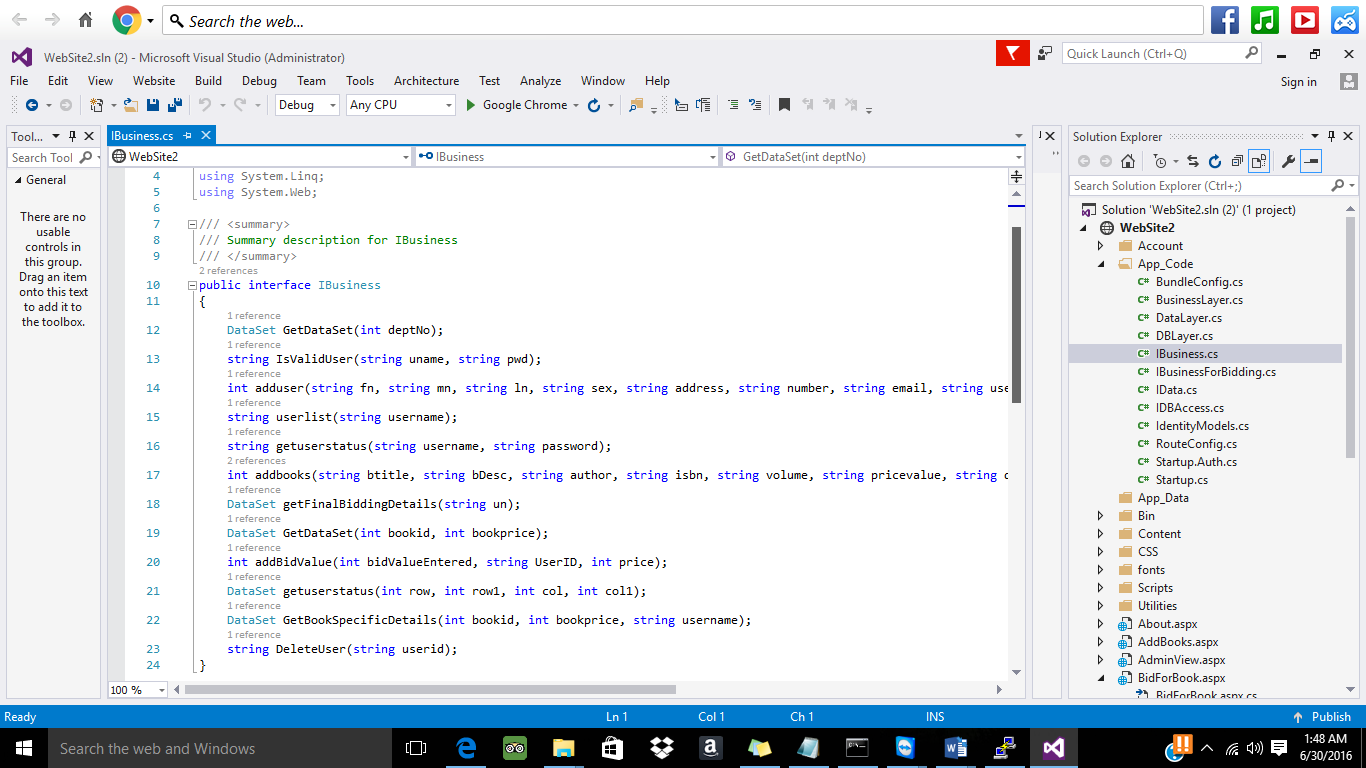 Search the web...
WebSite2.sln (2) - Microsoft Visual Studio (Administrator)
Quick Launch (Ctrl+Q)
File Edit View Website Build Debug Team Tools Architecture Test Analyze Window Help
Sign in
Debug Any CPU Google Chrome
Tool...
Search Tool
General
There are no
usable
controls in
this group.
Drag an item
onto this text
to add it to
the toolbox.
IBusiness.cs
WebSite2 IBusiness GetDataSet(int deptNo)
4 using System.Linq;
5 using System.Web;
6
7 /// <summary>
8 /// Summary description for IBusiness
9 /// </summary>
2 references
10 public interface IBusiness
11 {
1 reference
12 DataSet GetDataSet(int deptNo);
1 reference
13 string IsValidUser(string uname, string pwd);
1 reference
14 int adduser(string fn, string mn, string ln, string sex, string address, string number, string email, string use
1 reference
15 string userlist(string username);
1 reference
16 string getuserstatus(string username, string password);
2 references
17 int addbooks(string btitle, string bDesc, string author, string isbn, string volume, string pricevalue, string
1 reference
18 DataSet getFinalBiddingDetails(string un);
1 reference
19 DataSet GetDataSet(int bookid, int bookprice);
1 reference
20 int addBidValue(int bidValueEntered, string UserID, int price);
1 reference
21 DataSet getuserstatus(int row, int row1, int col, int col1);
1 reference
22 DataSet GetBookSpecificDetails(int bookid, int bookprice, string username);
1 reference
23 string DeleteUser(string userid);
24 }
100 %
Solution Explorer
Search Solution Explorer (Ctrl+;)
Solution 'WebSite2.sln (2)' (1 project)
WebSite2
Account
App_Code
BundleConfig.cs
BusinessLayer.cs
DataLayer.cs
DBLayer.cs
IBusiness.cs
IBusinessForBidding.cs
IData.cs
IDBAccess.cs
IdentityModels.cs
RouteConfig.cs
Startup.Auth.cs
Startup.cs
App_Data
Bin
Content
CSS
fonts
Scripts
Utilities
About.aspx
AddBooks.aspx
AdminView.aspx
BidForBook.aspx
BidForBook.aspx.cs
Ready Ln 1 Col 1 Ch 1 INS Publish
Search the web and Windows
1:48 AM
6/30/2016